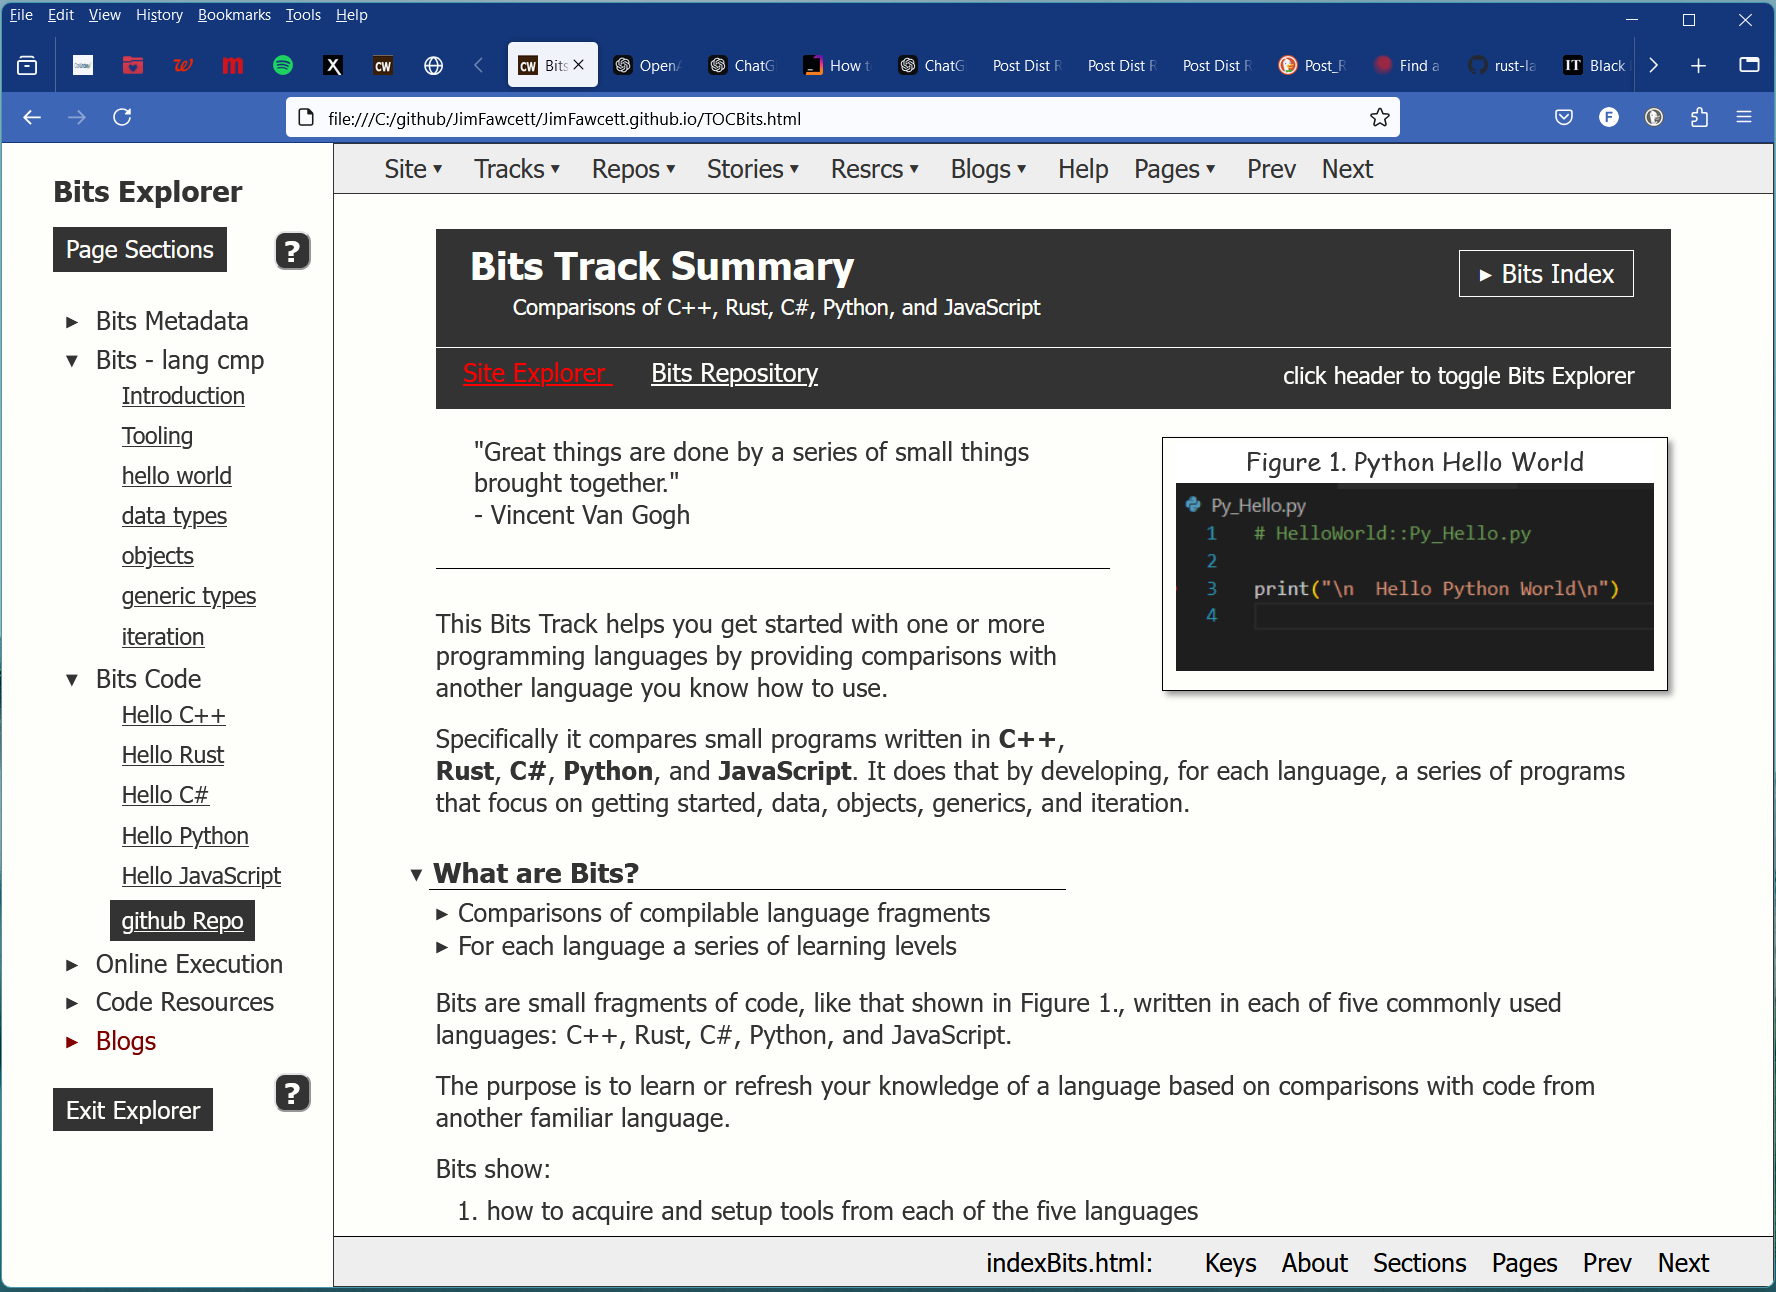 File Edit View History Bookmarks Tools Help
CW
Bits
OpenA
ChatG
How t
ChatG
Post Dist R
Post Dist R
Post Dist R
Post_R
Find a
rust-la
IT Black
file:///C:/github/JimFawcett/JimFawcett.github.io/TOCBits.html
Bits Explorer
Page Sections
?
Bits Metadata
Bits - lang cmp
Introduction
Tooling
hello world
data types
objects
generic types
iteration
Bits Code
Hello C++
Hello Rust
Hello C#
Hello Python
Hello JavaScript
github Repo
Online Execution
Code Resources
Blogs
Exit Explorer
?
Site Tracks Repos Stories Resrcs Blogs Help Pages Prev Next
Bits Track Summary
Bits Index
Comparisons of C++, Rust, C#, Python, and JavaScript
Site Explorer Bits Repository click header to toggle Bits Explorer
"Great things are done by a series of small things
brought together."
- Vincent Van Gogh
Figure 1. Python Hello World
Py_Hello.py
1 # HelloWorld::Py_Hello.py
2
3 print("\n  Hello Python World\n")
4
This Bits Track helps you get started with one or more
programming languages by providing comparisons with
another language you know how to use.
Specifically it compares small programs written in C++,
Rust, C#, Python, and JavaScript. It does that by developing, for each language, a series of programs
that focus on getting started, data, objects, generics, and iteration.
What are Bits?
Comparisons of compilable language fragments
For each language a series of learning levels
Bits are small fragments of code, like that shown in Figure 1., written in each of five commonly used
languages: C++, Rust, C#, Python, and JavaScript.
The purpose is to learn or refresh your knowledge of a language based on comparisons with code from
another familiar language.
Bits show:
1. how to acquire and setup tools from each of the five languages
indexBits.html: Keys About Sections Pages Prev Next